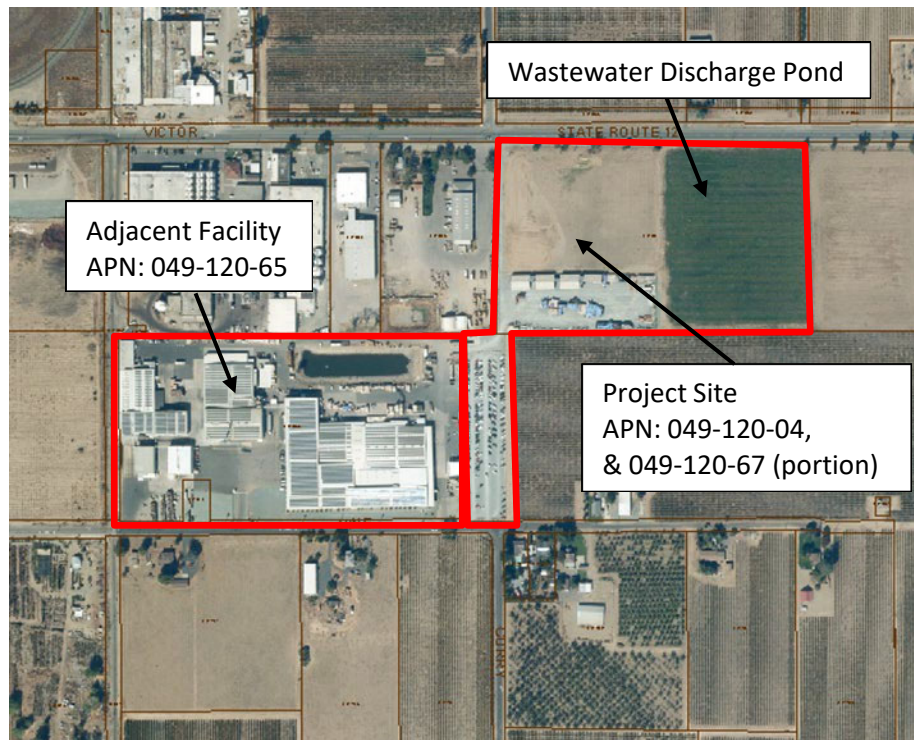 Wastewater Discharge Pond
VICTOR
STATE ROUTE 12
Adjacent Facility
APN: 049-120-65
Project Site
APN: 049-120-04,
& 049-120-67 (portion)
CURRY